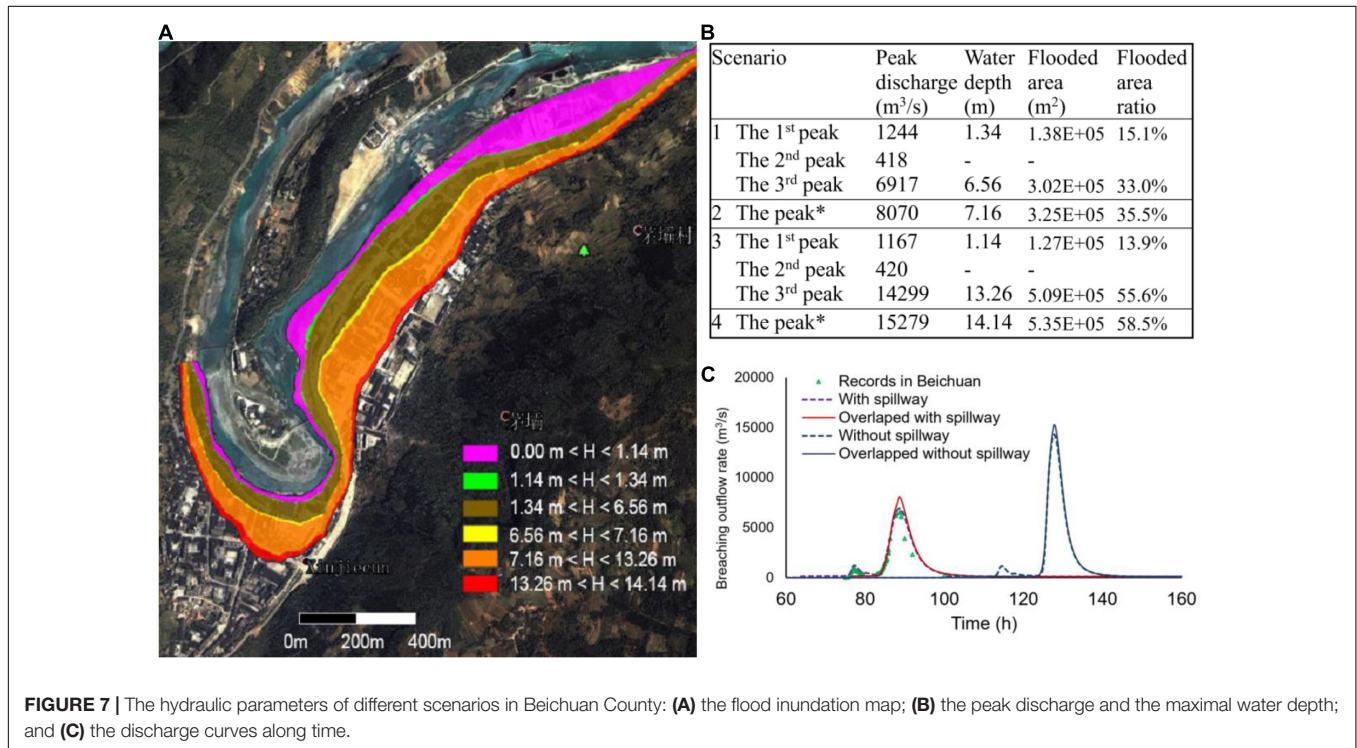 A
茅坝村
茅坝
0.00 m < H < 1.14 m
1.14 m < H < 1.34 m
1.34 m < H < 6.56 m
6.56 m < H < 7.16 m
7.16 m < H < 13.26 m
13.26 m < H < 14.14 m
Xinjiecun
0m 200m 400m
B
Scenario Peak discharge (m³/s) Water depth (m) Flooded area (m²) Flooded area ratio
1 The 1st peak 1244 1.34 1.38E+05 15.1%
The 2nd peak 418 - -
The 3rd peak 6917 6.56 3.02E+05 33.0%
2 The peak* 8070 7.16 3.25E+05 35.5%
3 The 1st peak 1167 1.14 1.27E+05 13.9%
The 2nd peak 420 - -
The 3rd peak 14299 13.26 5.09E+05 55.6%
4 The peak* 15279 14.14 5.35E+05 58.5%
C
Breaching outflow rate (m³/s)
20000
15000
10000
5000
0
Records in Beichuan
With spillway
Overlaped with spillway
Without spillway
Overlapped without spillway
60 80 100 120 140 160
Time (h)
FIGURE 7 | The hydraulic parameters of different scenarios in Beichuan County: (A) the flood inundation map; (B) the peak discharge and the maximal water depth;
and (C) the discharge curves along time.